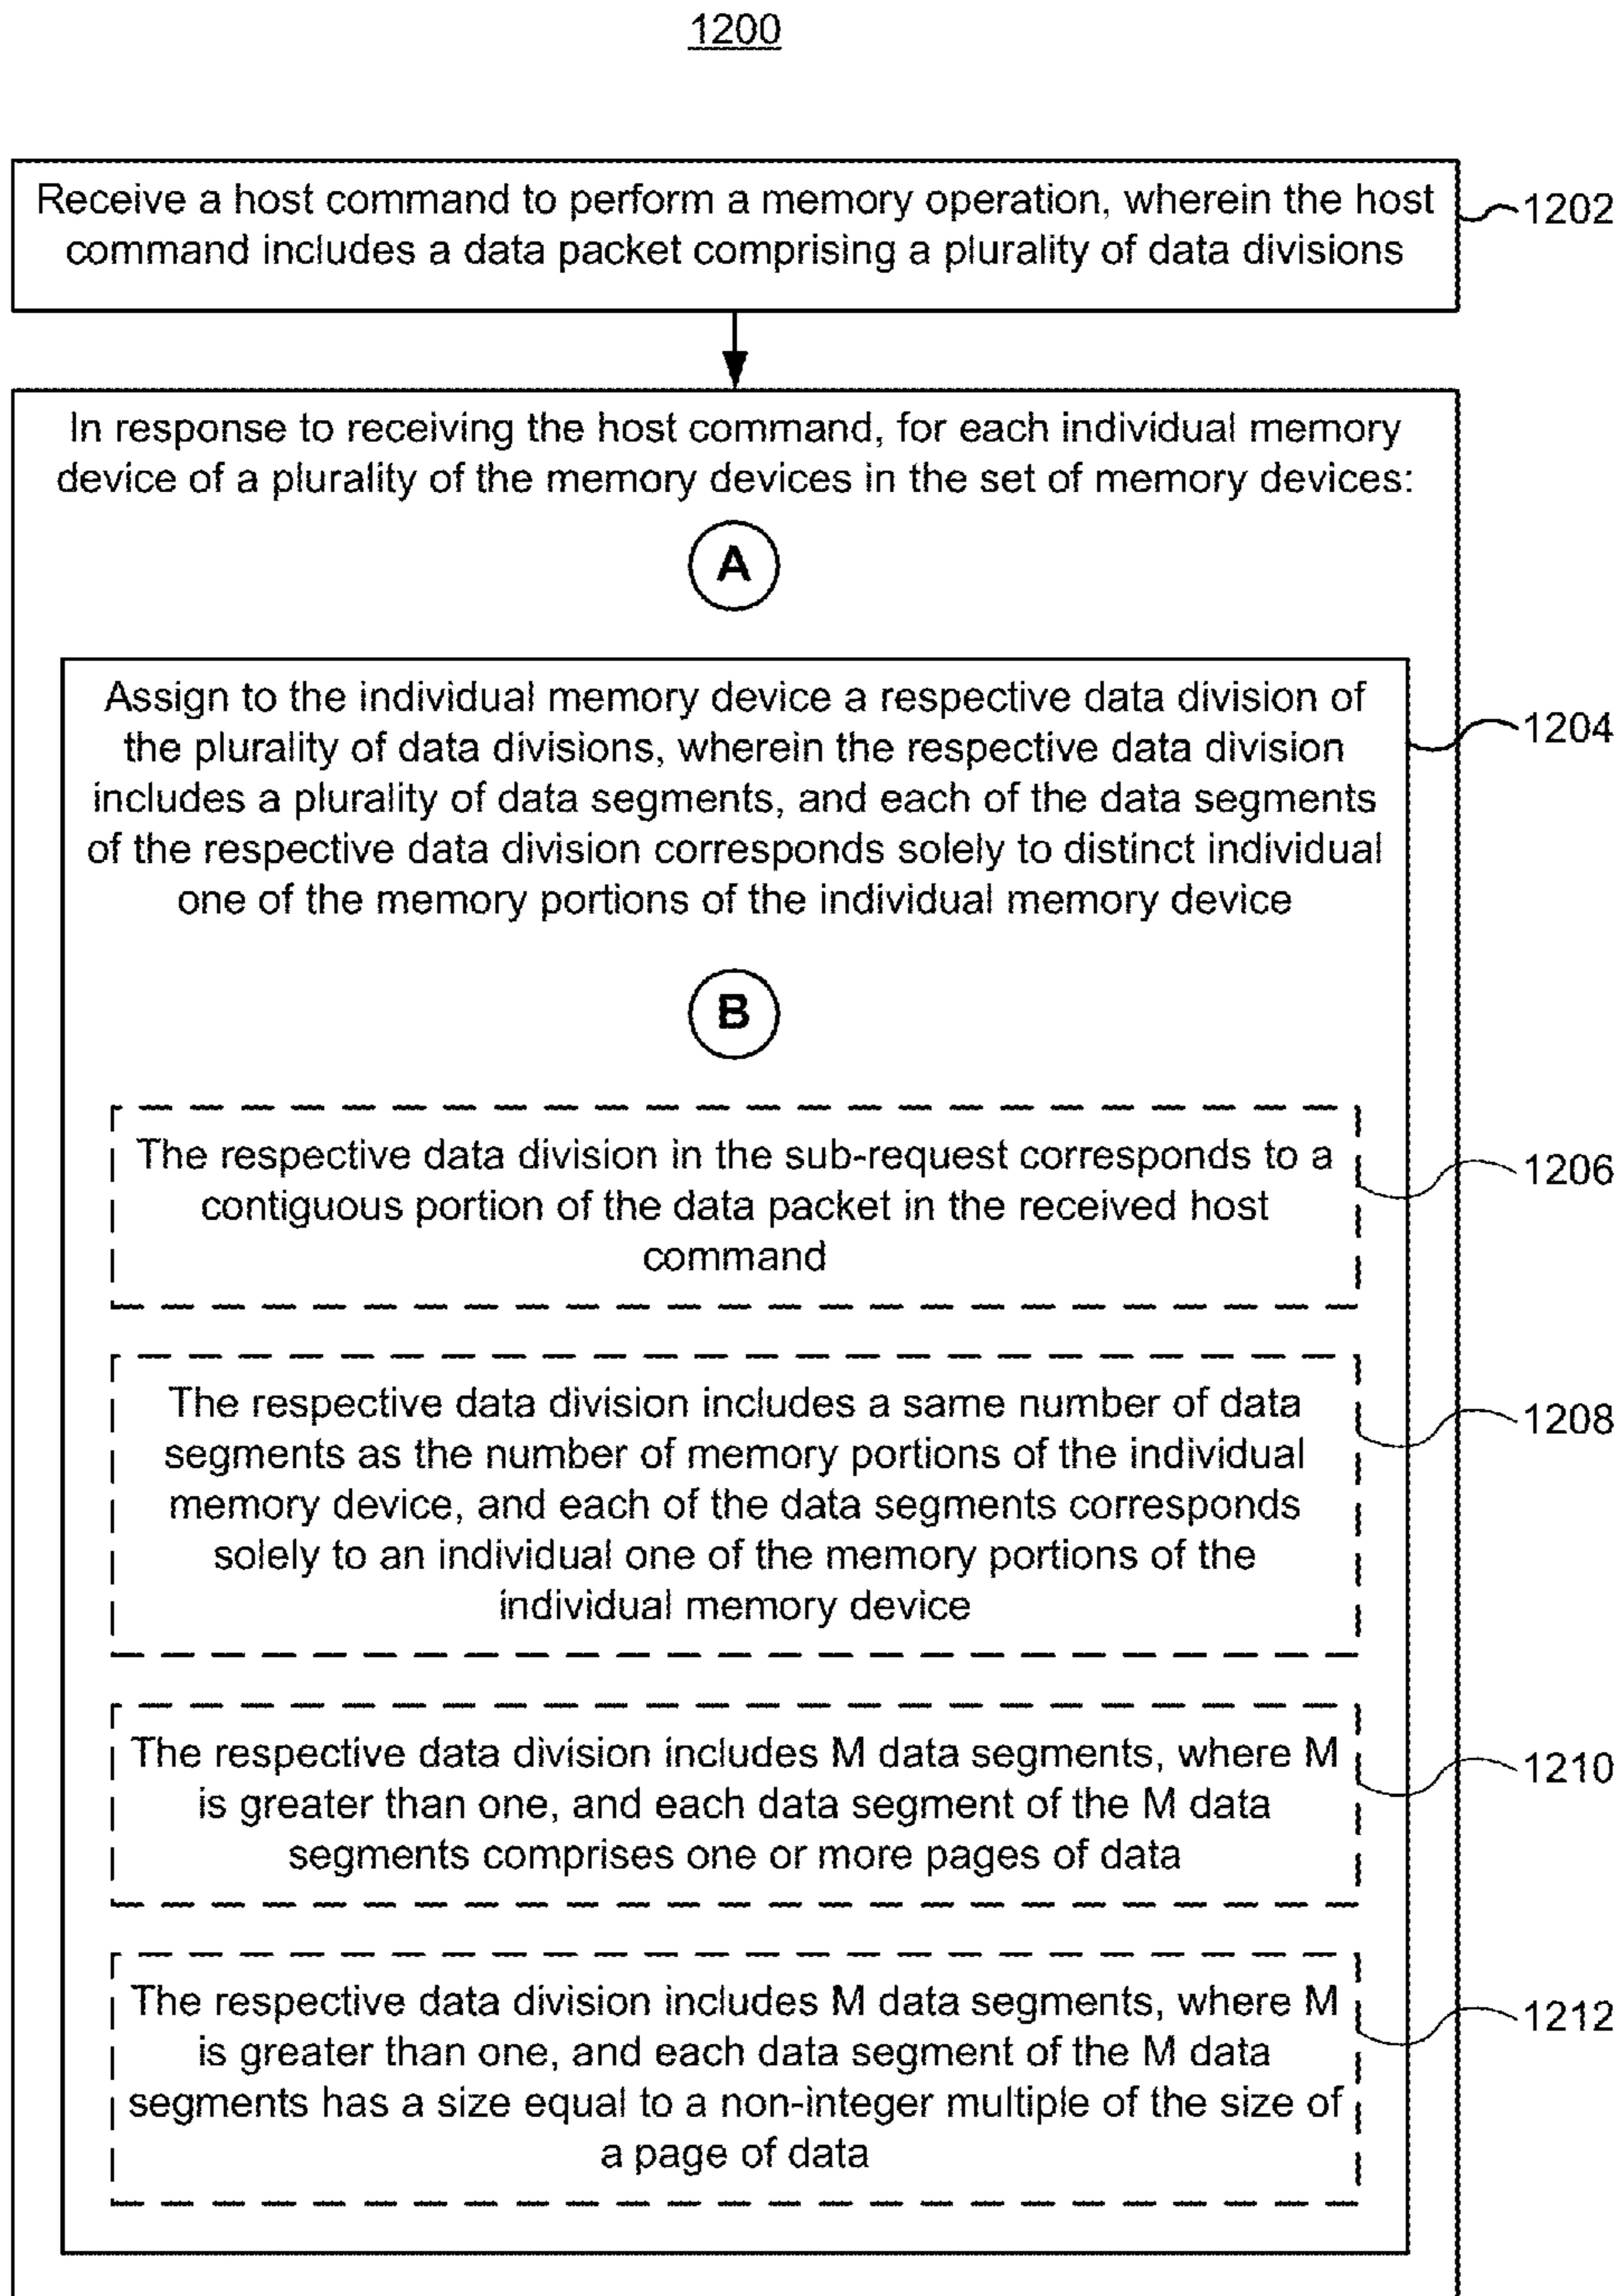 1200
Receive a host command to perform a memory operation, wherein the host
command includes a data packet comprising a plurality of data divisions
1202
In response to receiving the host command, for each individual memory
device of a plurality of the memory devices in the set of memory devices:
A
Assign to the individual memory device a respective data division of
the plurality of data divisions, wherein the respective data division
includes a plurality of data segments, and each of the data segments
of the respective data division corresponds solely to distinct individual
one of the memory portions of the individual memory device
1204
B
The respective data division in the sub-request corresponds to a
contiguous portion of the data packet in the received host
command
1206
The respective data division includes a same number of data
segments as the number of memory portions of the individual
memory device, and each of the data segments corresponds
solely to an individual one of the memory portions of the
individual memory device
1208
The respective data division includes M data segments, where M
is greater than one, and each data segment of the M data
segments comprises one or more pages of data
1210
The respective data division includes M data segments, where M
is greater than one, and each data segment of the M data
segments has a size equal to a non-integer multiple of the size of
a page of data
1212